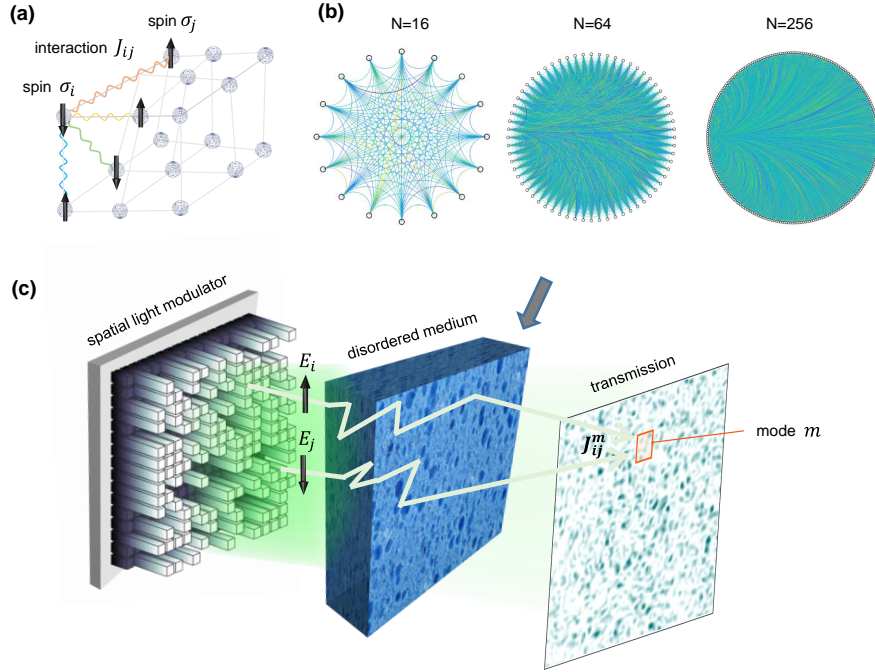 (a)
spin σj
interaction Jij
spin σi
(b)
N=16
N=64
N=256
(c)
spatial light modulator
disordered medium
transmission
Ei
Ej
J^m_ij
mode m